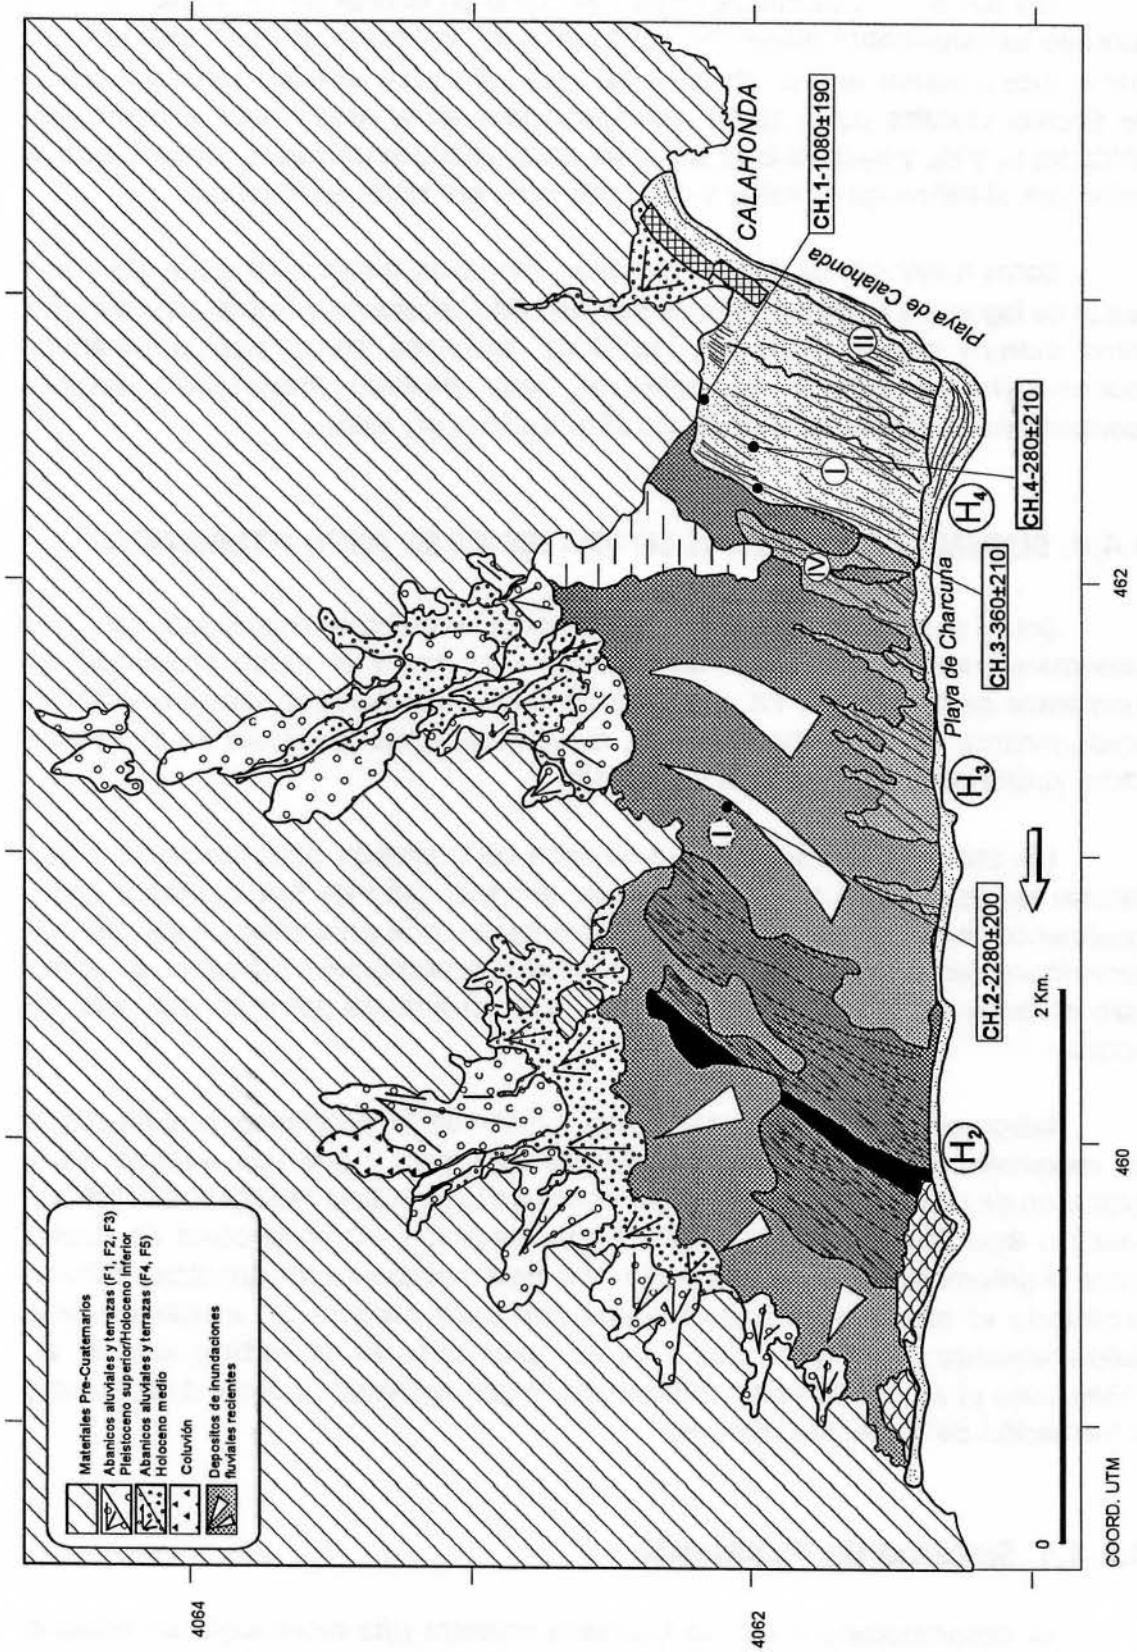 Materiales Pre-Cuaternarios
Abanicos aluviales y terrazas (F1, F2, F3)
Pleistoceno superior/Holoceno inferior
Abanicos aluviales y terrazas (F4, F5)
Holoceno medio
Coluvión
Depositos de inundaciones
fluviales recientes
4064
4062
CALAHONDA
CH.1-1080±190
Playa de Calahonda
II
I
IV
I
H4
CH.4-280±210
CH.3-360±210
Playa de Charcuna
H3
CH.2-2280±200
H2
0
2 Km.
COORD. UTM
460
462